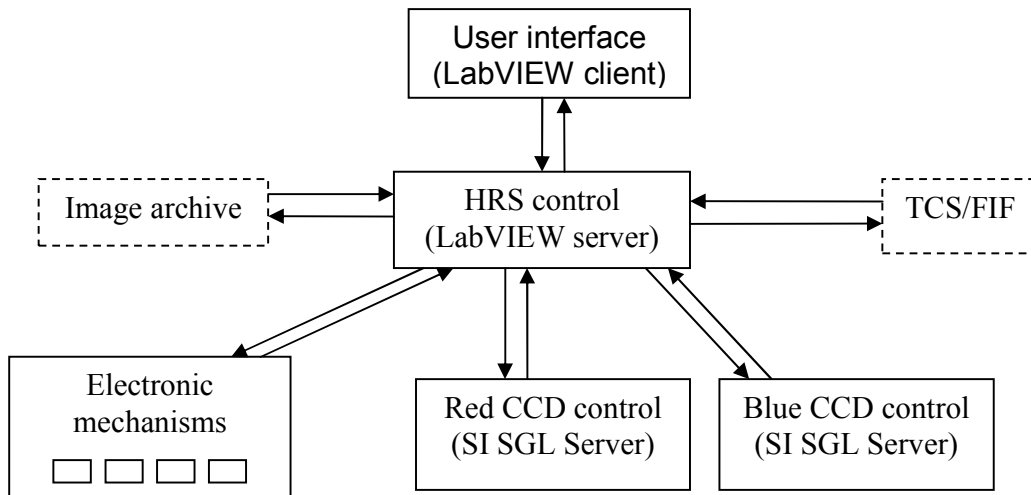 User interface
(LabVIEW client)
Image archive
HRS control
(LabVIEW server)
TCS/FIF
Electronic
mechanisms
Red CCD control
(SI SGL Server)
Blue CCD control
(SI SGL Server)